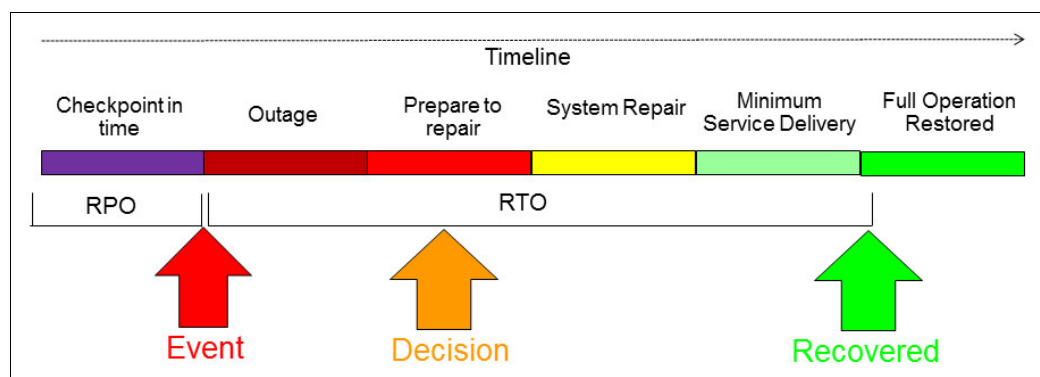 Timeline
Checkpoint in
time
Outage
Prepare to
repair
System Repair
Minimum
Service Delivery
Full Operation
Restored
RPO
RTO
Event
Decision
Recovered